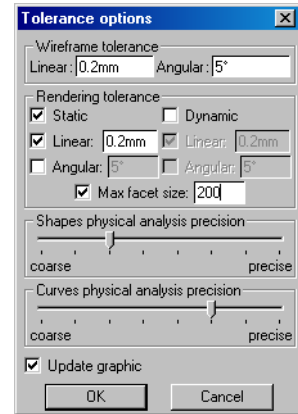 Tolerance options
Wireframe tolerance
Linear: 0.2mm Angular: 5°
Rendering tolerance
Static Dynamic
Linear: 0.2mm Linear: 0.2mm
Angular: 5° Angular: 5°
Max facet size: 200
Shapes physical analysis precision
coarse precise
Curves physical analysis precision
coarse precise
Update graphic
OK Cancel